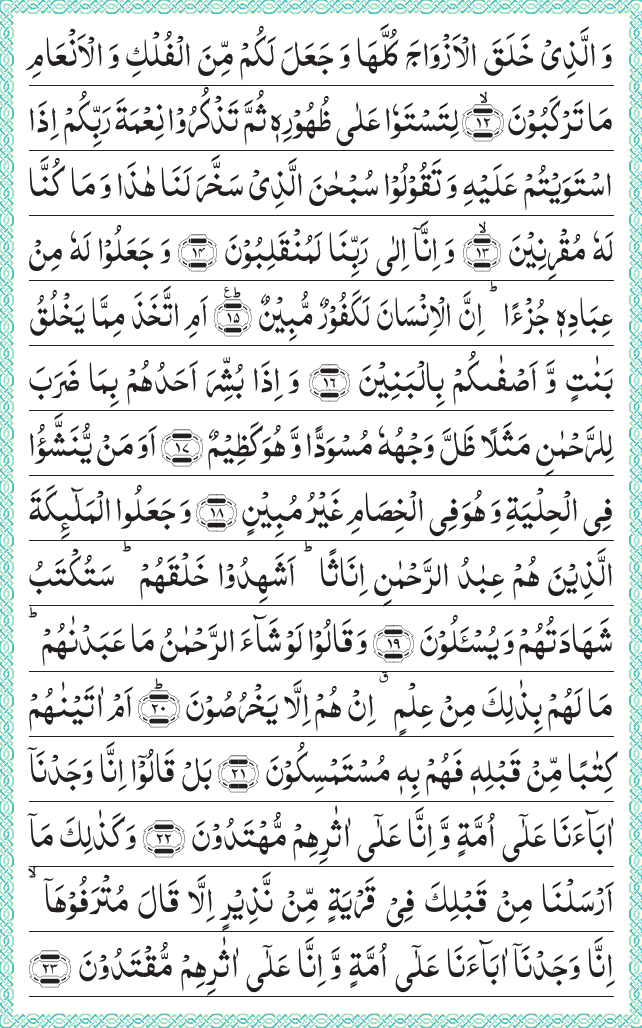 وَ الَّذِیْ خَلَقَ الْاَزْوَاجَ كُلَّهَا وَ جَعَلَ لَكُمْ مِّنَ الْفُلْكِ وَ الْاَنْعَامِ
مَا تَرْكَبُوْنَ ۙ﴿۱۲﴾ لِتَسْتَوٗا عَلٰی ظُهُوْرِهٖ ثُمَّ تَذْكُرُوْا نِعْمَةَ رَبِّكُمْ اِذَا
اسْتَوَیْتُمْ عَلَیْهِ وَ تَقُوْلُوْا سُبْحٰنَ الَّذِیْ سَخَّرَ لَنَا هٰذَا وَ مَا كُنَّا
لَهٗ مُقْرِنِیْنَ ۙ﴿۱۳﴾ وَ اِنَّاۤ اِلٰی رَبِّنَا لَمُنْقَلِبُوْنَ ﴿۱۴﴾ وَ جَعَلُوْا لَهٗ مِنْ
عِبَادِهٖ جُزْءًا ؕ اِنَّ الْاِنْسَانَ لَكَفُوْرٌ مُّبِیْنٌ ؕ٪﴿۱۵﴾ اَمِ اتَّخَذَ مِمَّا یَخْلُقُ
بَنٰتٍ وَّ اَصْفٰىكُمْ بِالْبَنِیْنَ ﴿۱۶﴾ وَ اِذَا بُشِّرَ اَحَدُهُمْ بِمَا ضَرَبَ
لِلرَّحْمٰنِ مَثَلًا ظَلَّ وَجْهُهٗ مُسْوَدًّا وَّ هُوَ كَظِیْمٌ ﴿۱۷﴾ اَوَ مَنْ یُّنَشَّؤُا
فِی الْحِلْیَةِ وَ هُوَ فِی الْخِصَامِ غَیْرُ مُبِیْنٍ ﴿۱۸﴾ وَ جَعَلُوا الْمَلٰٓىِٕكَةَ
الَّذِیْنَ هُمْ عِبٰدُ الرَّحْمٰنِ اِنَاثًا ؕ اَشَهِدُوْا خَلْقَهُمْ ؕ سَتُكْتَبُ
شَهَادَتُهُمْ وَ یُسْـَٔلُوْنَ ﴿۱۹﴾ وَ قَالُوْا لَوْ شَآءَ الرَّحْمٰنُ مَا عَبَدْنٰهُمْ ؕ
مَا لَهُمْ بِذٰلِكَ مِنْ عِلْمٍ ۗ اِنْ هُمْ اِلَّا یَخْرُصُوْنَ ؕ﴿۲۰﴾ اَمْ اٰتَیْنٰهُمْ
كِتٰبًا مِّنْ قَبْلِهٖ فَهُمْ بِهٖ مُسْتَمْسِكُوْنَ ﴿۲۱﴾ بَلْ قَالُوْۤا اِنَّا وَجَدْنَاۤ
اٰبَآءَنَا عَلٰۤی اُمَّةٍ وَّ اِنَّا عَلٰۤی اٰثٰرِهِمْ مُّهْتَدُوْنَ ﴿۲۲﴾ وَ كَذٰلِكَ مَاۤ
اَرْسَلْنَا مِنْ قَبْلِكَ فِیْ قَرْیَةٍ مِّنْ نَّذِیْرٍ اِلَّا قَالَ مُتْرَفُوْهَاۤ ۙ
اِنَّا وَجَدْنَاۤ اٰبَآءَنَا عَلٰۤی اُمَّةٍ وَّ اِنَّا عَلٰۤی اٰثٰرِهِمْ مُّقْتَدُوْنَ ﴿۲۳﴾